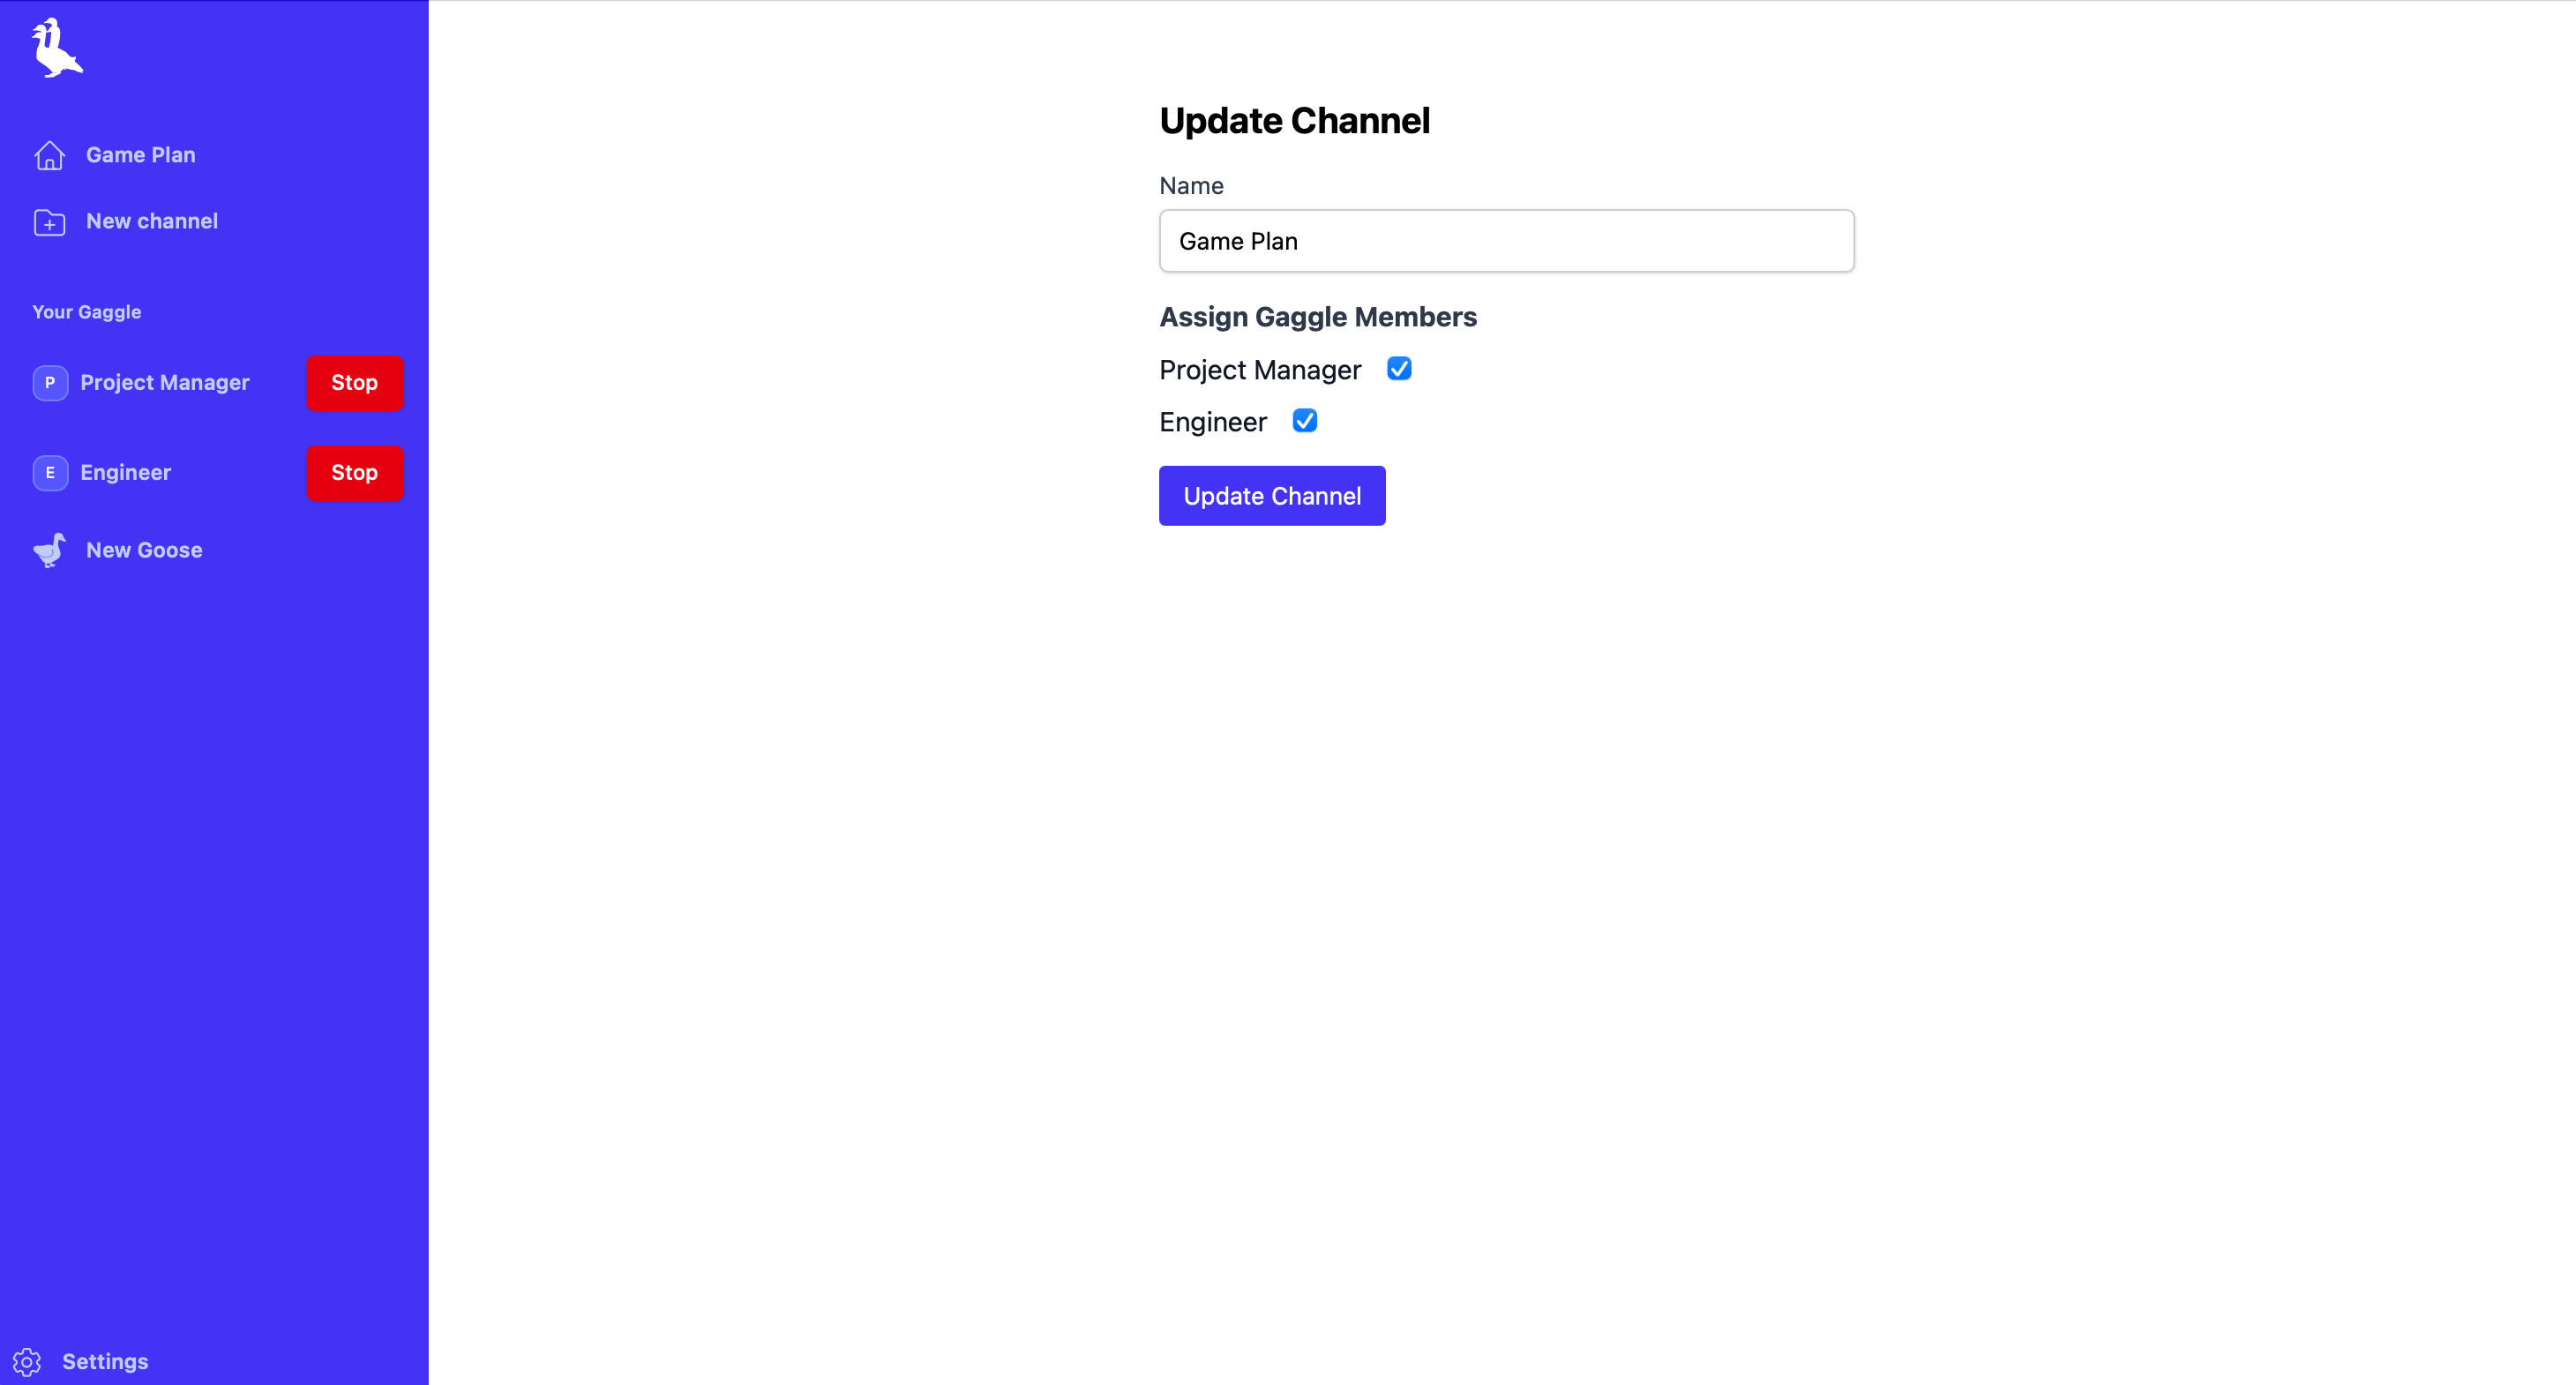 Game Plan
New channel
Your Gaggle
P Project Manager Stop
E Engineer Stop
New Goose
Settings
Update Channel
Name
Game Plan
Assign Gaggle Members
Project Manager
Engineer
Update Channel